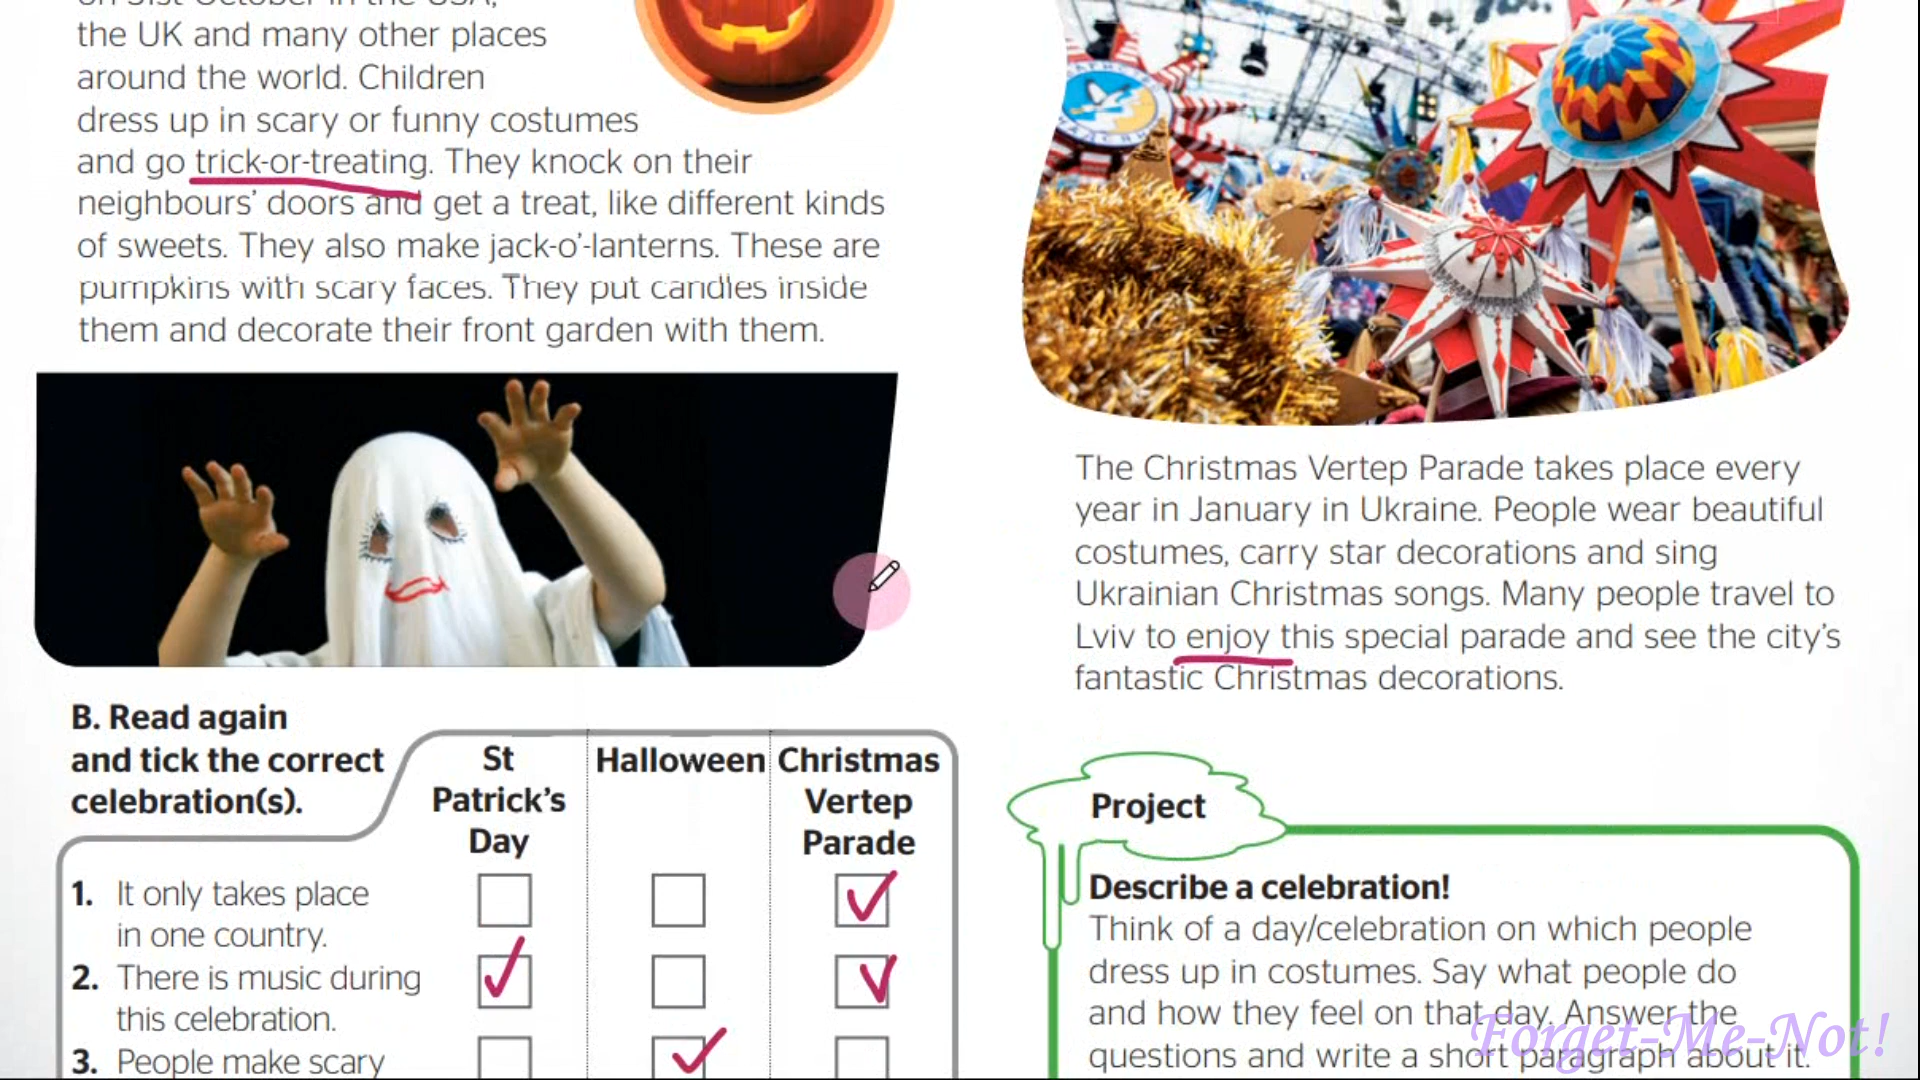 the UK and many other places
around the world. Children
dress up in scary or funny costumes
and go trick-or-treating. They knock on their
neighbours' doors and get a treat, like different kinds
of sweets. They also make jack-o'-lanterns. These are
pumpkins with scary faces. They put candles inside
them and decorate their front garden with them.
B. Read again
and tick the correct
celebration(s).
St
Patrick's
Day
Halloween
Christmas
Vertep
Parade
1. It only takes place
in one country.
2. There is music during
this celebration.
3. People make scary
The Christmas Vertep Parade takes place every
year in January in Ukraine. People wear beautiful
costumes, carry star decorations and sing
Ukrainian Christmas songs. Many people travel to
Lviv to enjoy this special parade and see the city's
fantastic Christmas decorations.
Project
Describe a celebration!
Think of a day/celebration on which people
dress up in costumes. Say what people do
and how they feel on that day. Answer the
questions and write a short paragraph about it.
Forget-Me-Not!